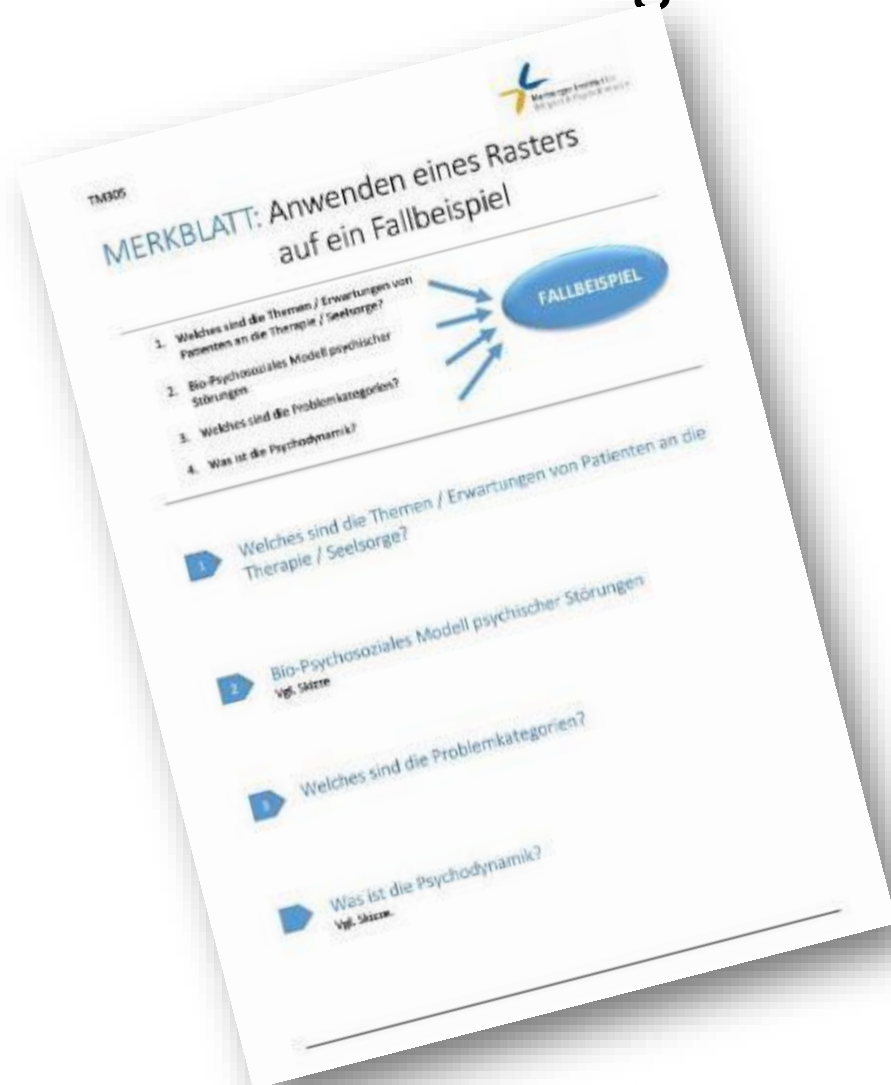 TM305
MERKBLATT: Anwenden eines Rasters
auf ein Fallbeispiel
1. Welches sind die Themen / Erwartungen von
Patienten an die Therapie / Seelsorge?
2. Bio-Psychosoziales Modell psychischer
Störungen
3. Welches sind die Problemkategorien?
4. Was ist die Psychodynamik?
FALLBEISPIEL
1 Welches sind die Themen / Erwartungen von Patienten an die
Therapie / Seelsorge?
2 Bio-Psychosoziales Modell psychischer Störungen
Vgl. Skizze
3 Welches sind die Problemkategorien?
Was ist die Psychodynamik?
Vgl. Skizze.